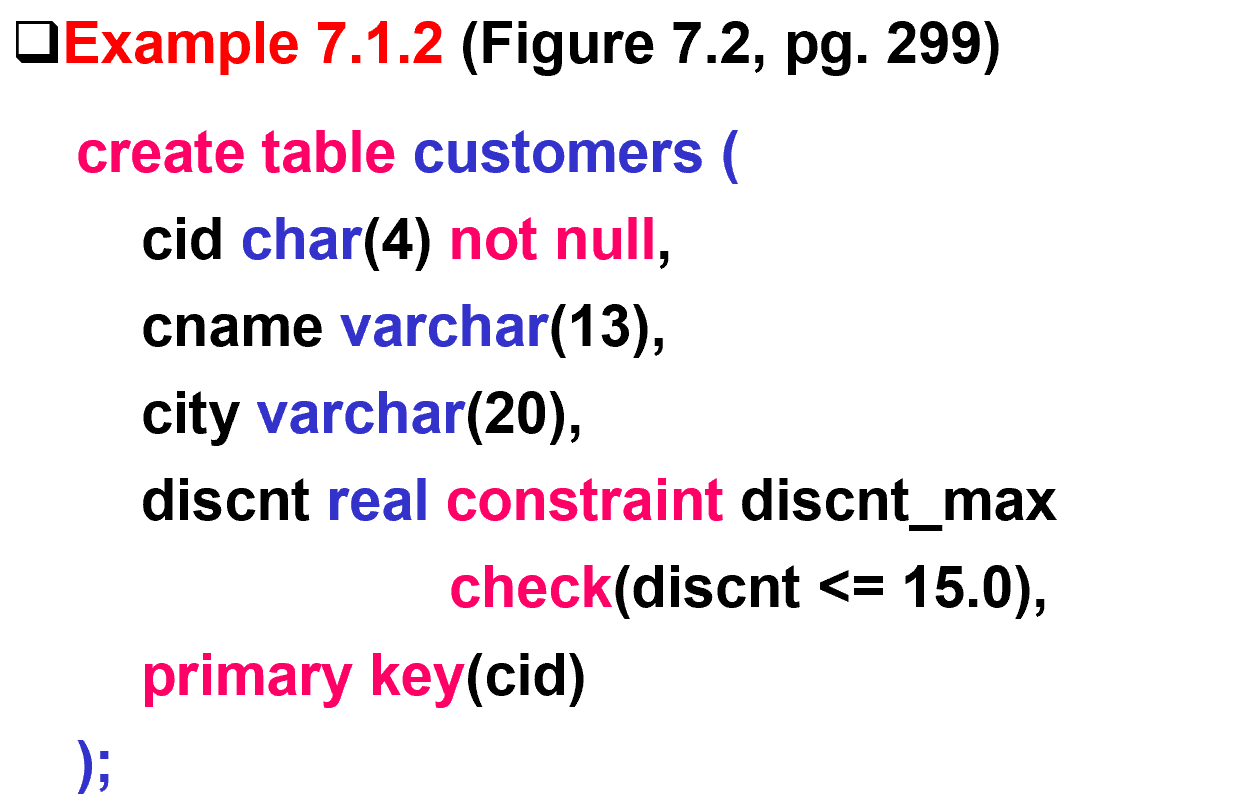 ❑Example 7.1.2 (Figure 7.2, pg. 299)
create table customers (
cid char(4) not null,
cname varchar(13),
city varchar(20),
discnt real constraint discnt_max
check(discnt <= 15.0),
primary key(cid)
);